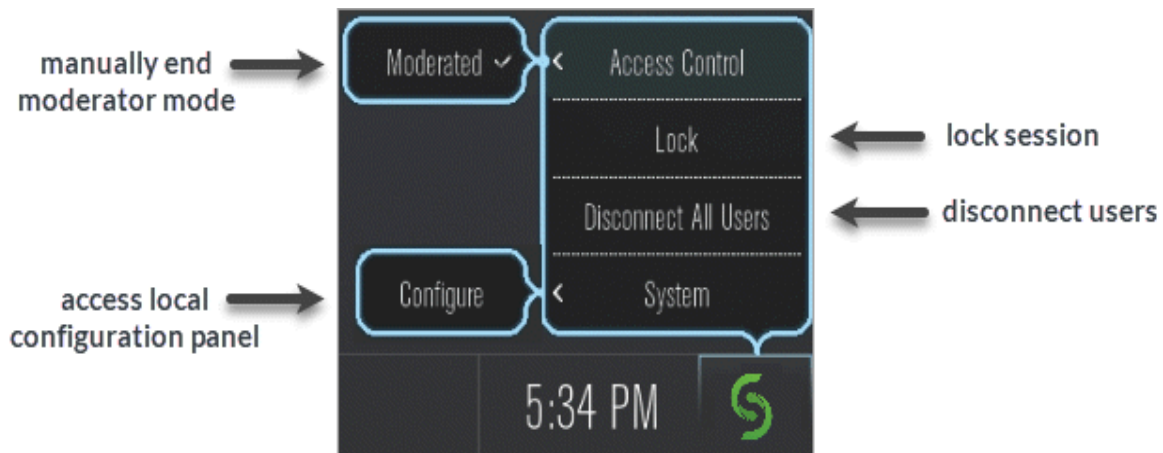 manually end
moderator mode
Moderated ✓
< Access Control
Lock
lock session
Disconnect All Users
disconnect users
access local
configuration panel
Configure
< System
5:34 PM